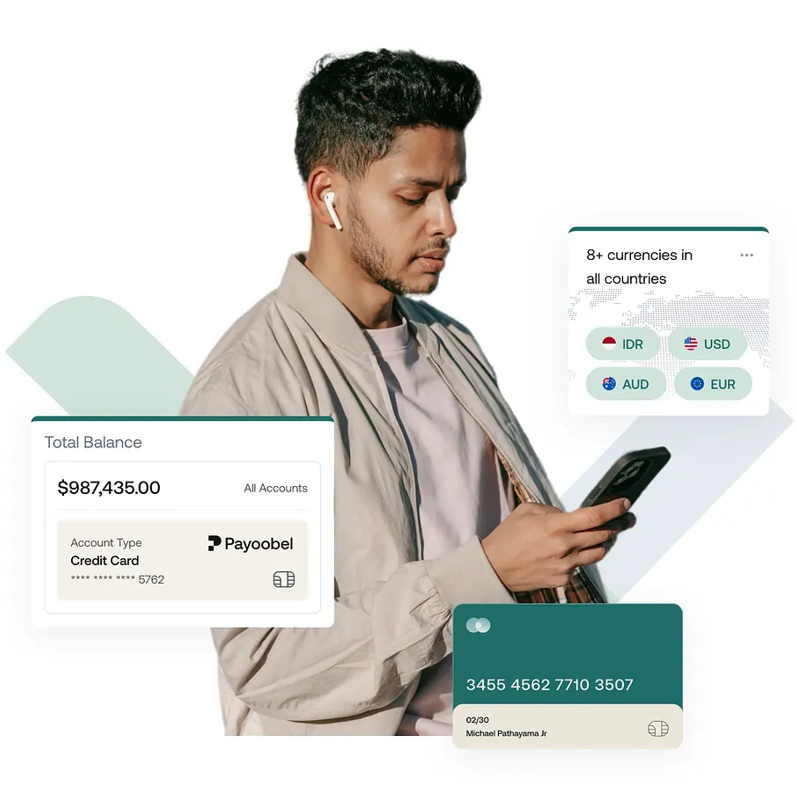 8+ currencies in
all countries
IDR
USD
AUD
EUR
Total Balance
$987,435.00
All Accounts
Account Type
Payoobel
Credit Card
**** **** **** 5762
3455 4562 7710 3507
02/30
Michael Pathayama Jr